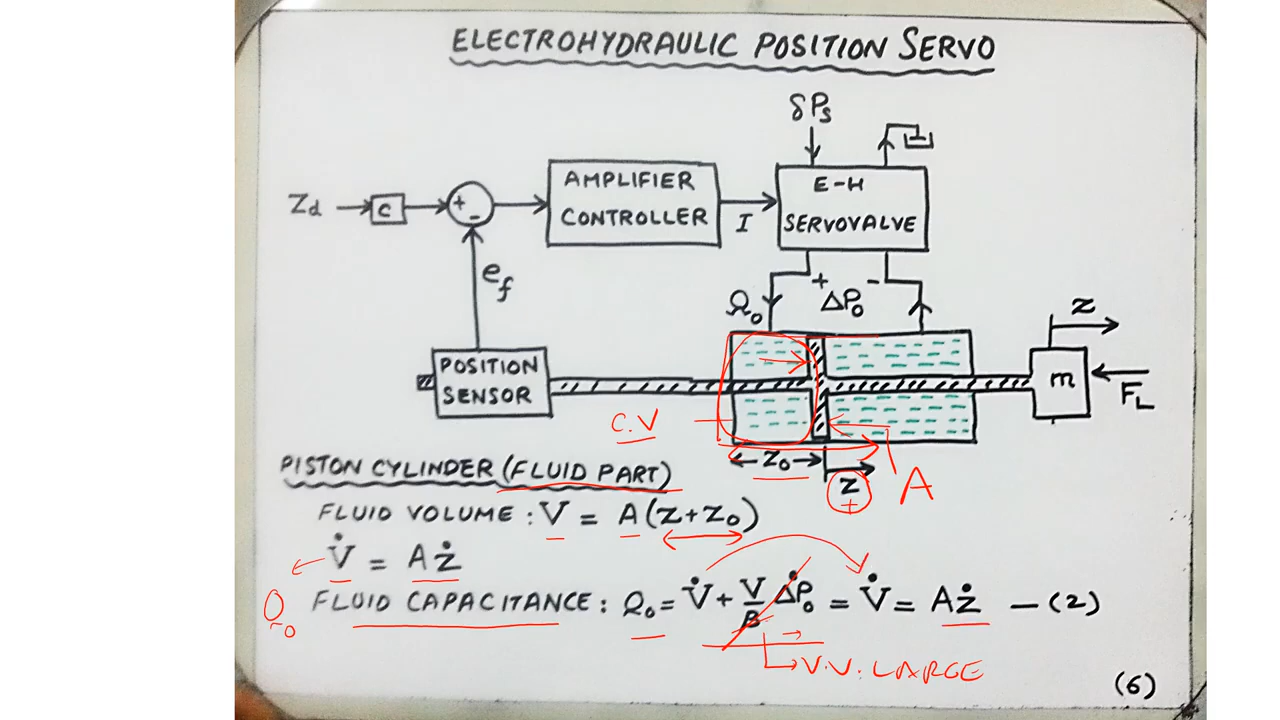 ELECTROHYDRAULIC POSITION SERVO
δPs
Zd
C
+
-
AMPLIFIER
CONTROLLER
I
E-H
SERVOVALVE
ef
Q₀
+
ΔP₀
-
POSITION
SENSOR
Z
m
FL
C.V
Z₀
Z
+
A
PISTON CYLINDER (FLUID PART)
FLUID VOLUME : V = A(Z+Z₀)
V̇ = AŻ
Q₀
FLUID CAPACITANCE : Q₀ = V̇ + V/β ΔṖ₀ = V̇ = AŻ — (2)
V.V. LARGE
(6)